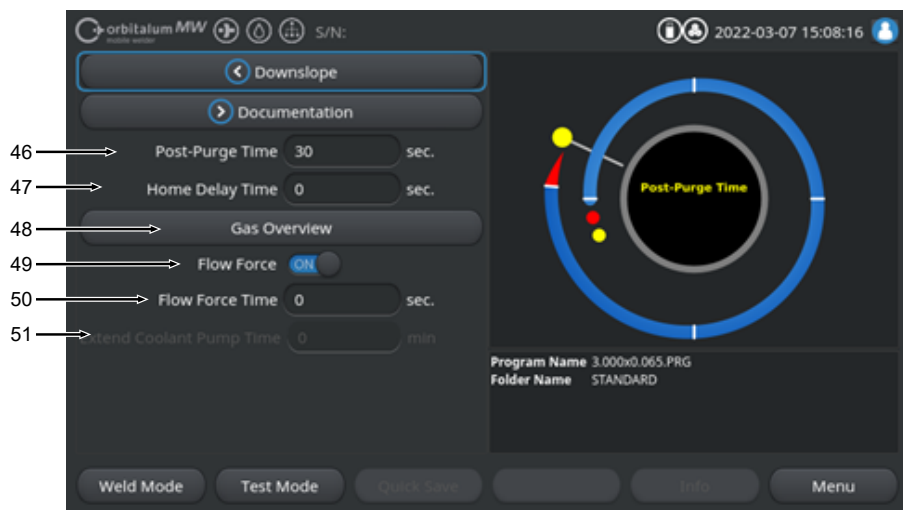 orbitalum MW
mobile welder
S/N:
2022-03-07 15:08:16
Downslope
Documentation
46 Post-Purge Time 30 sec.
47 Home Delay Time 0 sec.
48 Gas Overview
49 Flow Force ON
50 Flow Force Time 0 sec.
51 Extend Coolant Pump Time 0 min
Post-Purge Time
Program Name 3.000x0.065.PRG
Folder Name STANDARD
Weld Mode Test Mode Quick Save Info Menu